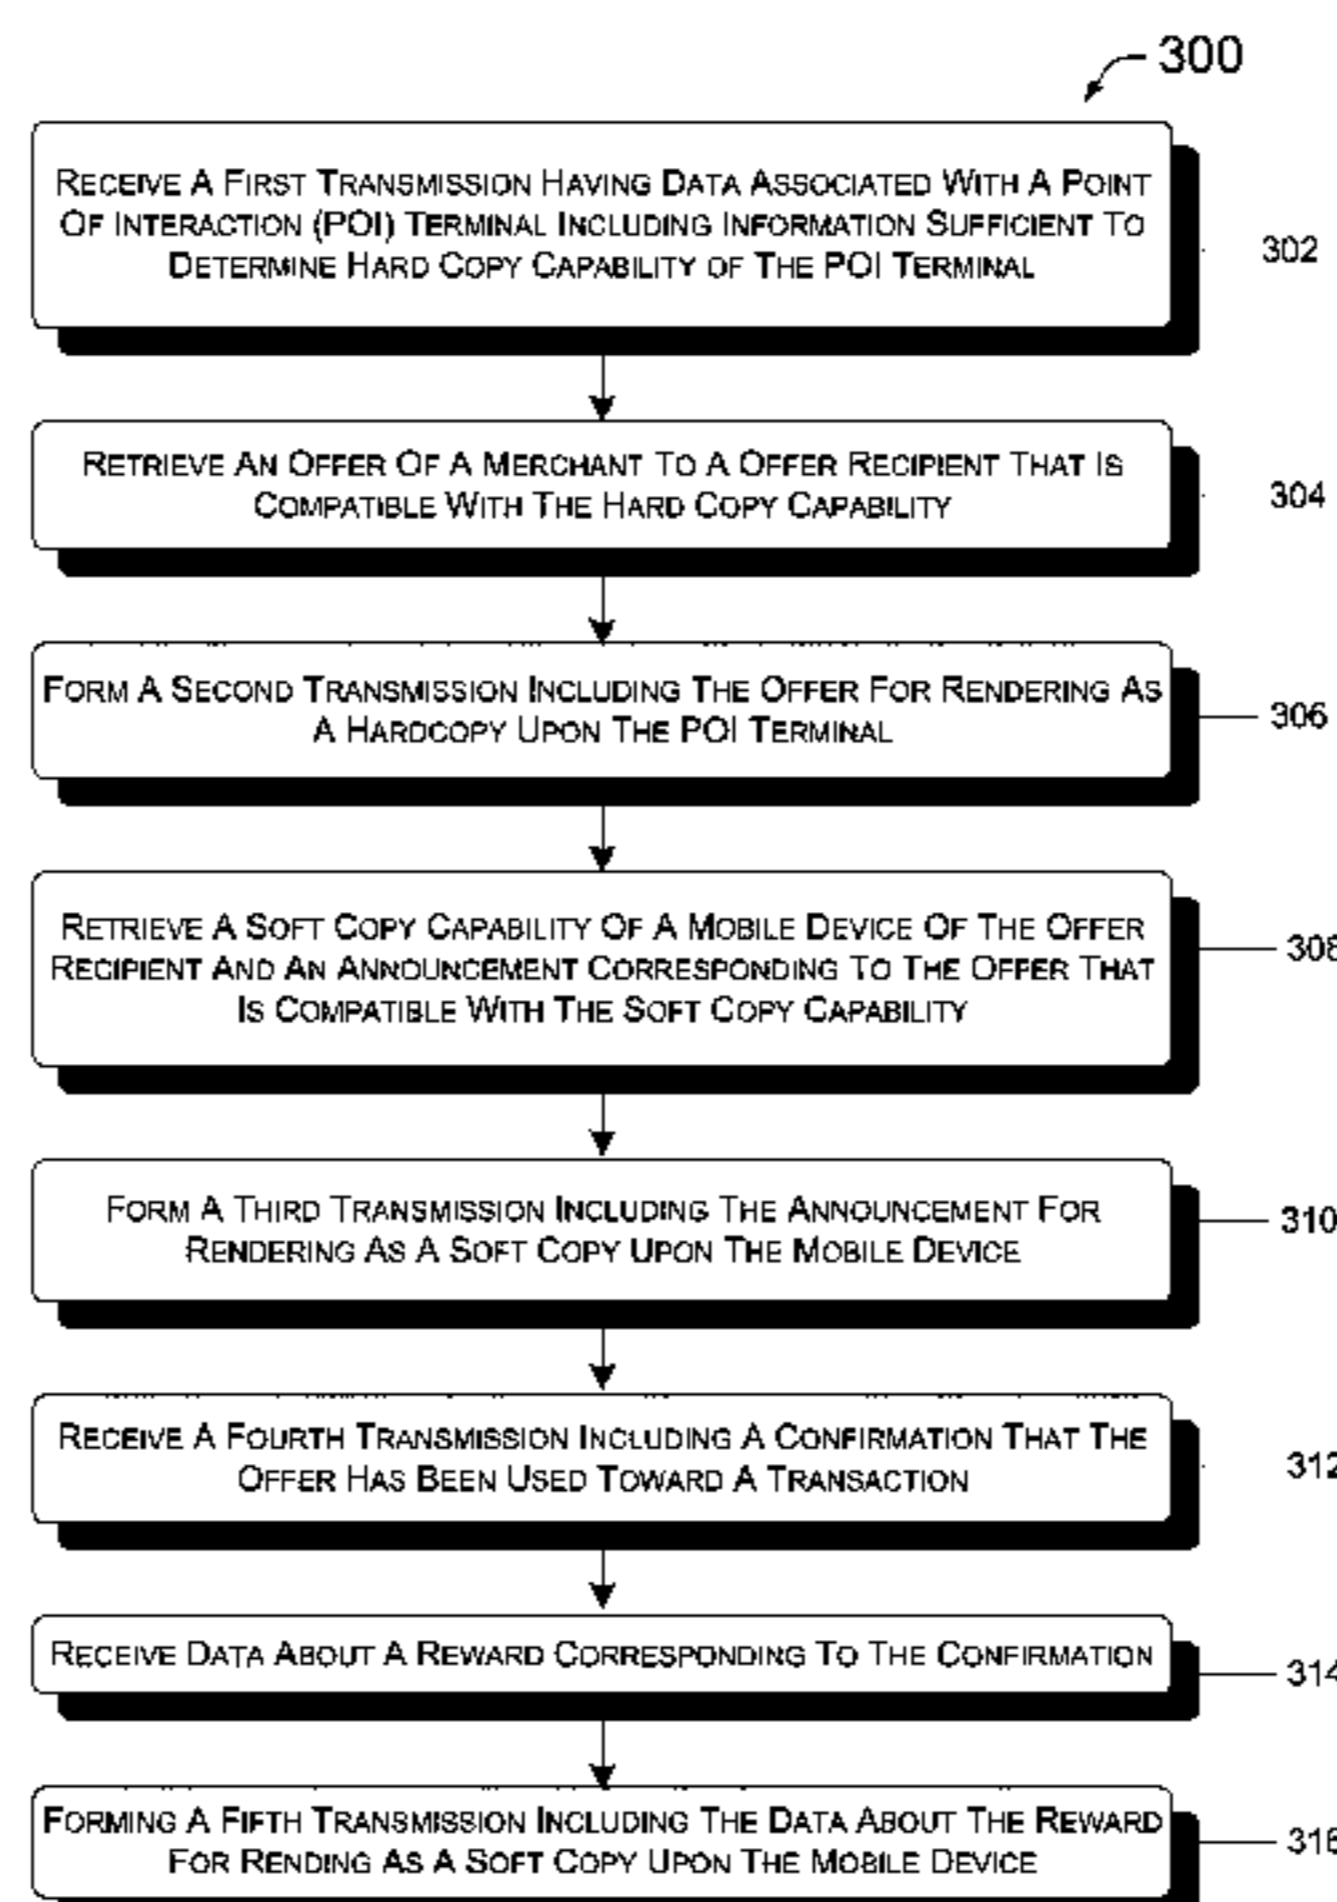 300
RECEIVE A FIRST TRANSMISSION HAVING DATA ASSOCIATED WITH A POINT
OF INTERACTION (POI) TERMINAL INCLUDING INFORMATION SUFFICIENT TO
DETERMINE HARD COPY CAPABILITY OF THE POI TERMINAL
302
RETRIEVE AN OFFER OF A MERCHANT TO A OFFER RECIPIENT THAT IS
COMPATIBLE WITH THE HARD COPY CAPABILITY
304
FORM A SECOND TRANSMISSION INCLUDING THE OFFER FOR RENDERING AS
A HARDCOPY UPON THE POI TERMINAL
306
RETRIEVE A SOFT COPY CAPABILITY OF A MOBILE DEVICE OF THE OFFER
RECIPIENT AND AN ANNOUNCEMENT CORRESPONDING TO THE OFFER THAT
IS COMPATIBLE WITH THE SOFT COPY CAPABILITY
308
FORM A THIRD TRANSMISSION INCLUDING THE ANNOUNCEMENT FOR
RENDERING AS A SOFT COPY UPON THE MOBILE DEVICE
310
RECEIVE A FOURTH TRANSMISSION INCLUDING A CONFIRMATION THAT THE
OFFER HAS BEEN USED TOWARD A TRANSACTION
312
RECEIVE DATA ABOUT A REWARD CORRESPONDING TO THE CONFIRMATION
314
FORMING A FIFTH TRANSMISSION INCLUDING THE DATA ABOUT THE REWARD
FOR RENDING AS A SOFT COPY UPON THE MOBILE DEVICE
316